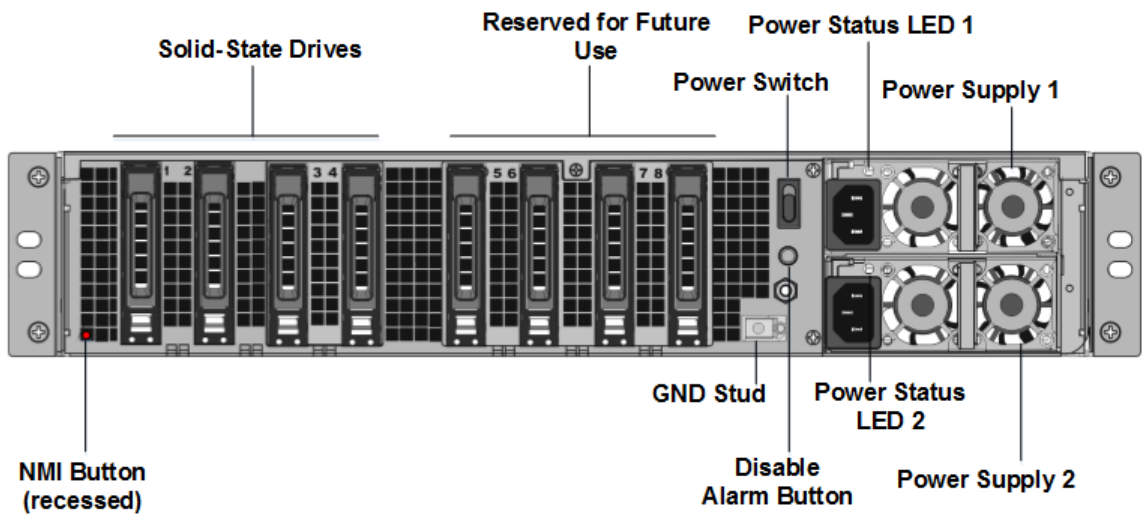 Reserved for Future
Use
Power Status LED 1
Solid-State Drives
Power Switch
Power Supply 1
1 2
3 4
5 6
7 8
GND Stud
Power Status
LED 2
NMI Button
(recessed)
Disable
Alarm Button
Power Supply 2